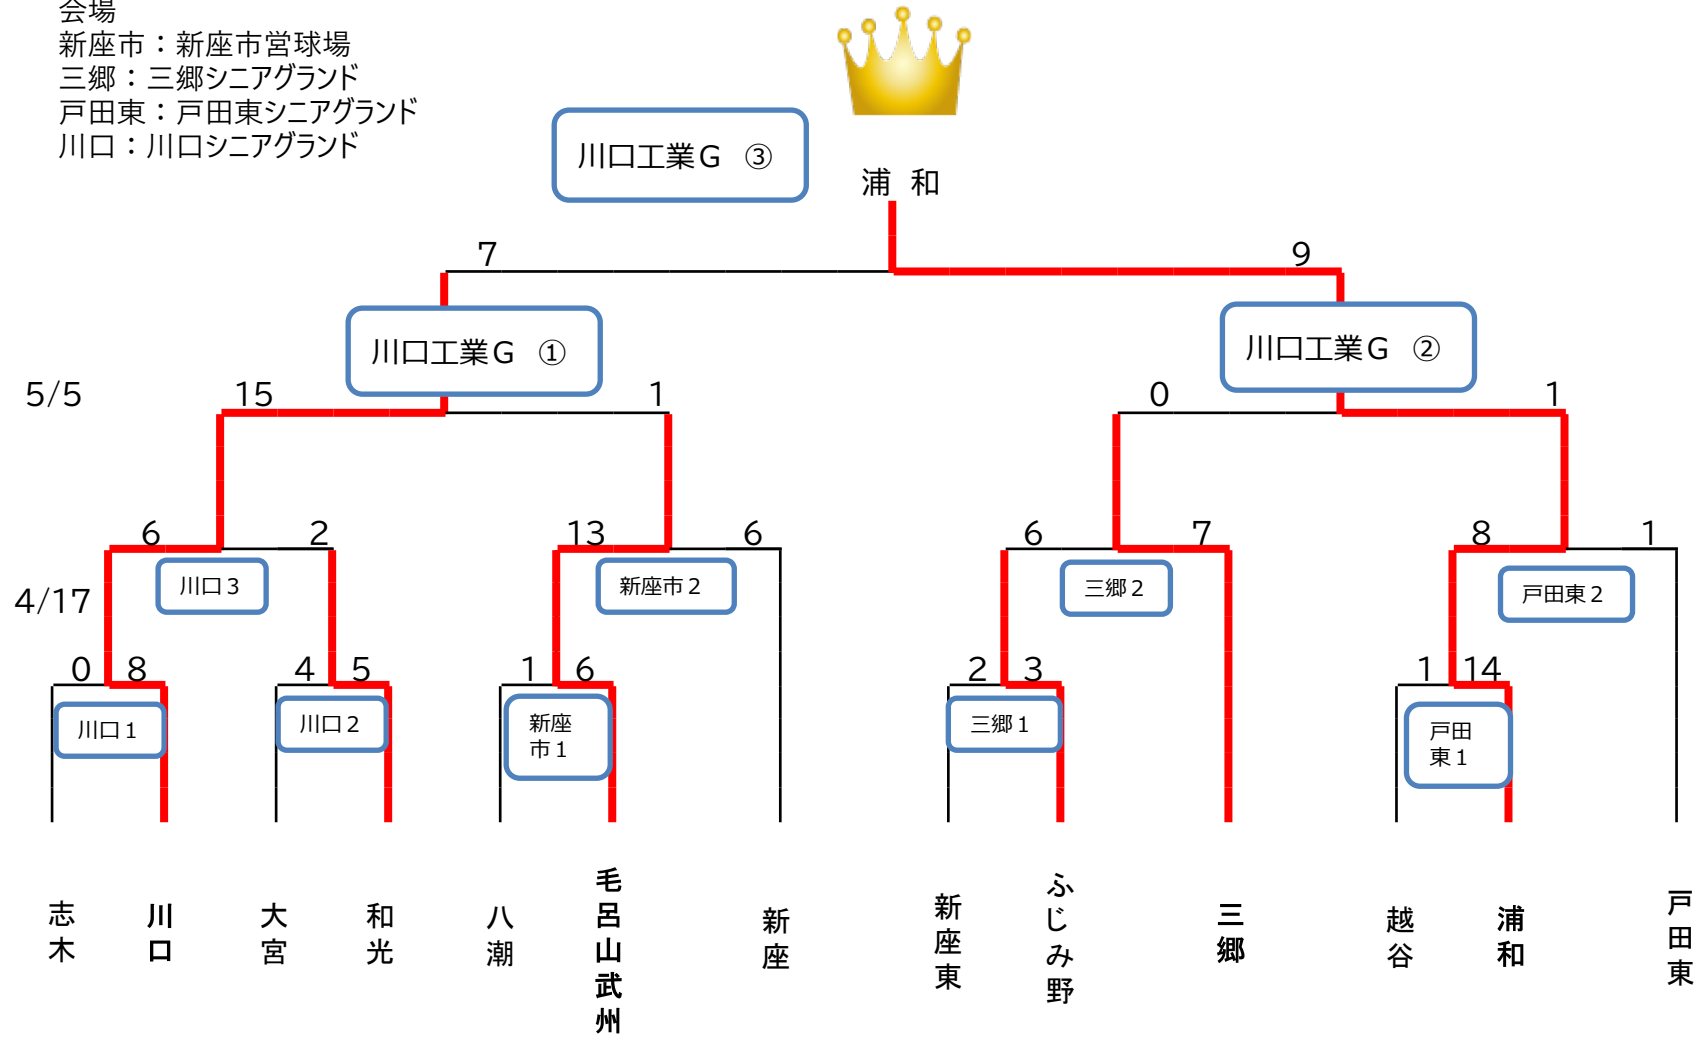 会場
新座市：新座市営球場
三郷：三郷シニアグランド
戸田東：戸田東シニアグランド
川口：川口シニアグランド
川口工業G ③
浦 和
7
9
川口工業G ①
川口工業G ②
5/5
15
1
0
1
6
2
13
6
6
7
8
1
川口３
新座市２
三郷２
戸田東２
4/17
0
8
4
5
1
6
2
3
1
14
川口１
川口２
新座
市１
三郷１
戸田
東１
志木
川口
大宮
和光
八潮
毛呂山武州
新座
新座東
ふじみ野
三郷
越谷
浦和
戸田東